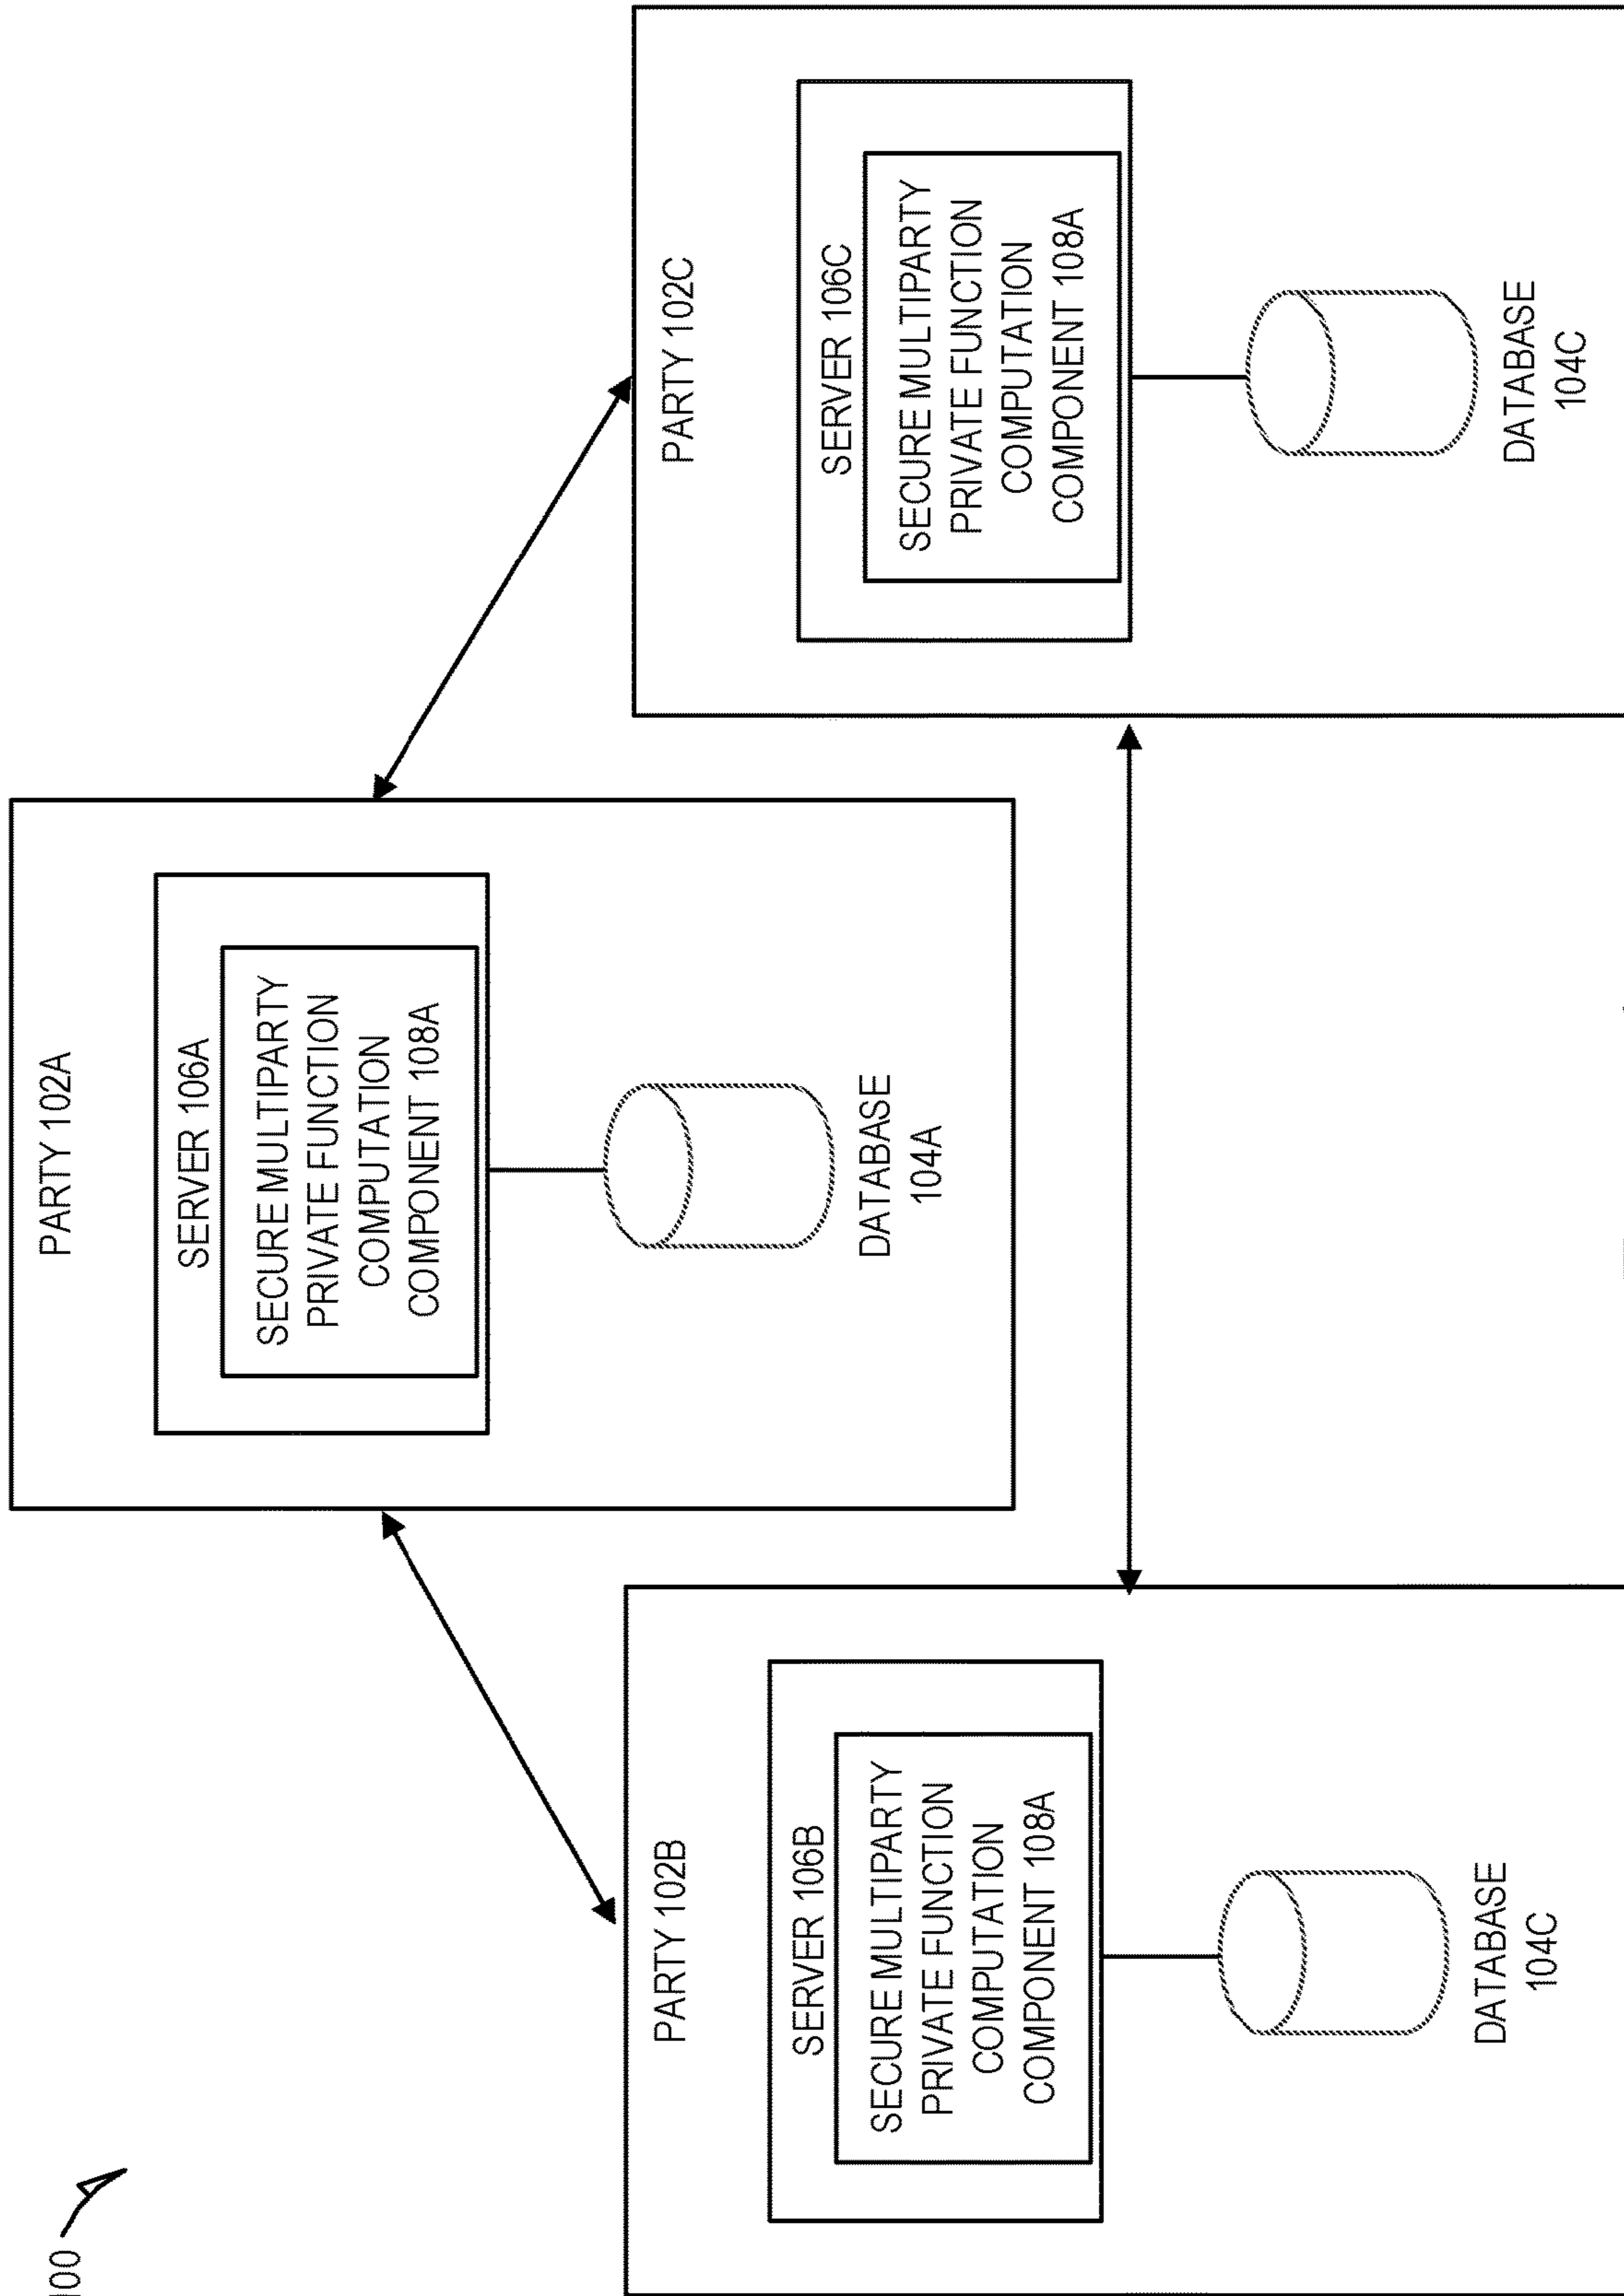 PARTY 102A
SERVER 106A
SECURE MULTIPARTY
PRIVATE FUNCTION
COMPUTATION
COMPONENT 108A
DATABASE
104A
PARTY 102B
SERVER 106B
SECURE MULTIPARTY
PRIVATE FUNCTION
COMPUTATION
COMPONENT 108A
DATABASE
104C
PARTY 102C
SERVER 106C
SECURE MULTIPARTY
PRIVATE FUNCTION
COMPUTATION
COMPONENT 108A
DATABASE
104C